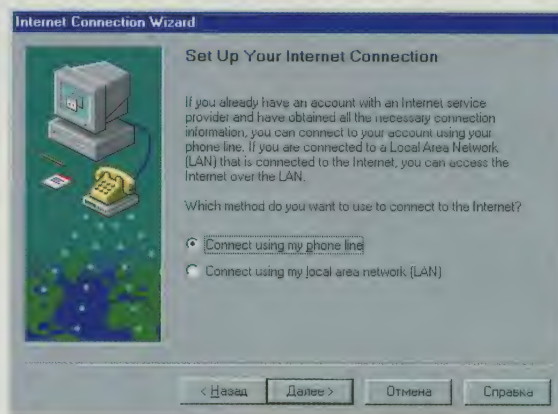 Internet Connection Wizard
Set Up Your Internet Connection
If you already have an account with an Internet service
provider and have obtained all the necessary connection
information, you can connect to your account using your
phone line. If you are connected to a Local Area Network
(LAN) that is connected to the Internet, you can access the
Internet over the LAN.
Which method do you want to use to connect to the Internet?
Connect using my phone line
Connect using my local area network (LAN)
< Назад
Далее >
Отмена
Справка